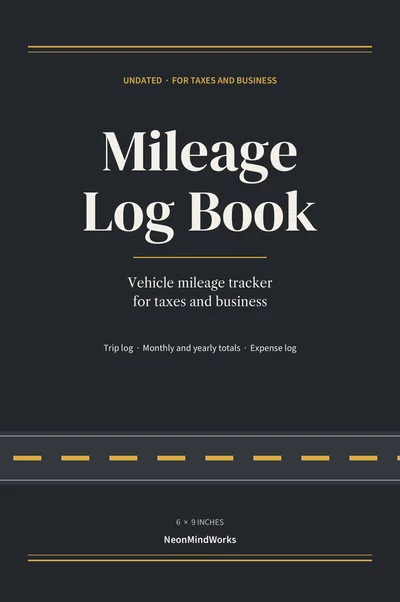 UNDATED · FOR TAXES AND BUSINESS
Mileage
Log Book
Vehicle mileage tracker
for taxes and business
Trip log · Monthly and yearly totals · Expense log
6 × 9 INCHES
NeonMindWorks